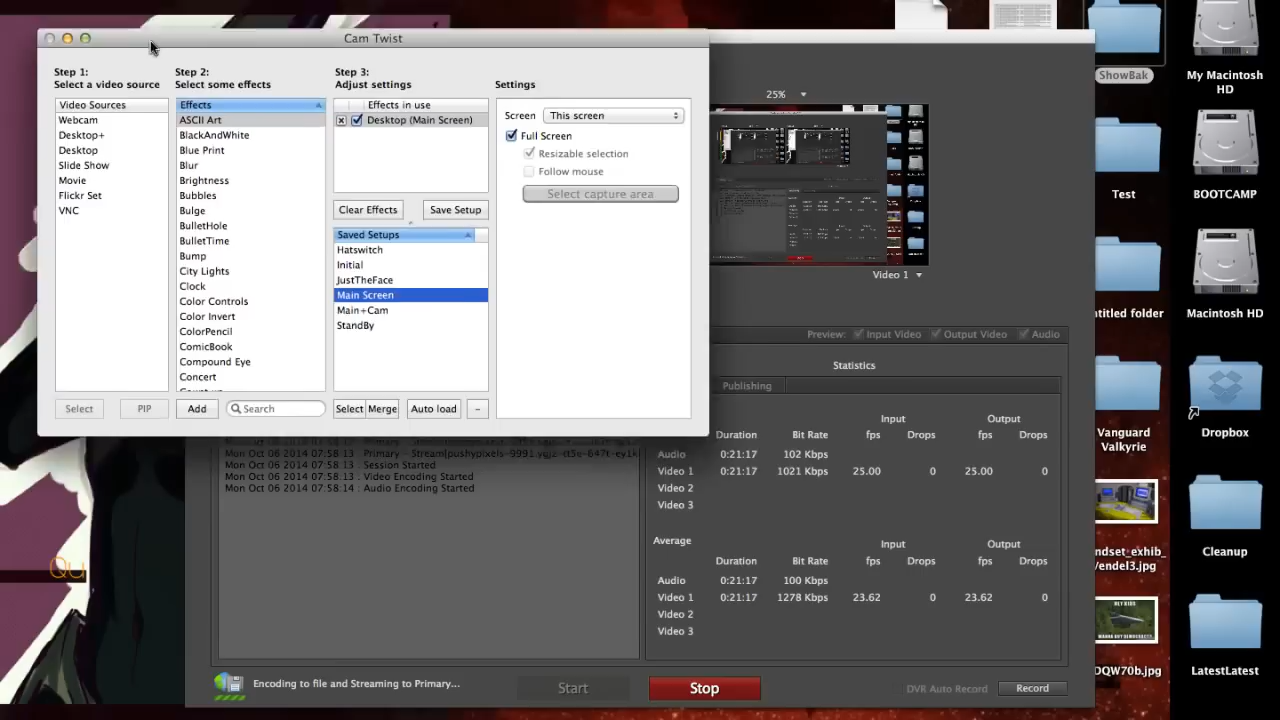 Cam Twist
Step 1:
Select a video source
Video Sources
Webcam
Desktop+
Desktop
Slide Show
Movie
Flickr Set
VNC
Select
PIP
Step 2:
Select some effects
Effects
ASCII Art
BlackAndWhite
Blue Print
Blur
Brightness
Bubbles
Bulge
BulletHole
BulletTime
Bump
City Lights
Clock
Color Controls
Color Invert
ColorPencil
ComicBook
Compound Eye
Concert
Add
Search
Step 3:
Adjust settings
Effects in use
Desktop (Main Screen)
Clear Effects
Save Setup
Saved Setups
Hatswitch
Initial
JustTheFace
Main Screen
Main+Cam
StandBy
Select
Merge
Auto load
-
Settings
Screen
This screen
Full Screen
Resizable selection
Follow mouse
Select capture area
25%
Video 1
Preview:
Input Video
Output Video
Audio
Statistics
Publishing
Input
Output
Duration
Bit Rate
fps
Drops
fps
Drops
Audio 0:21:17 102 Kbps
Video 1 0:21:17 1021 Kbps 25.00 0 25.00 0
Video 2
Video 3
Average
Input
Output
Duration
Bit Rate
fps
Drops
fps
Drops
Audio 0:21:17 100 Kbps
Video 1 0:21:17 1278 Kbps 23.62 0 23.62 0
Video 2
Video 3
Mon Oct 06 2014 07:58:13 : Session Started
Mon Oct 06 2014 07:58:13 : Video Encoding Started
Mon Oct 06 2014 07:58:14 : Audio Encoding Started
Encoding to file and Streaming to Primary...
Start
Stop
DVR Auto Record
Record
Qu
ShowBak
My Macintosh
HD
Test
BOOTCAMP
ntitled folder
Macintosh HD
Vanguard
Valkyrie
Dropbox
ndset_exhib_
Vendel3.jpg
Cleanup
DQW70b.jpg
LatestLatest